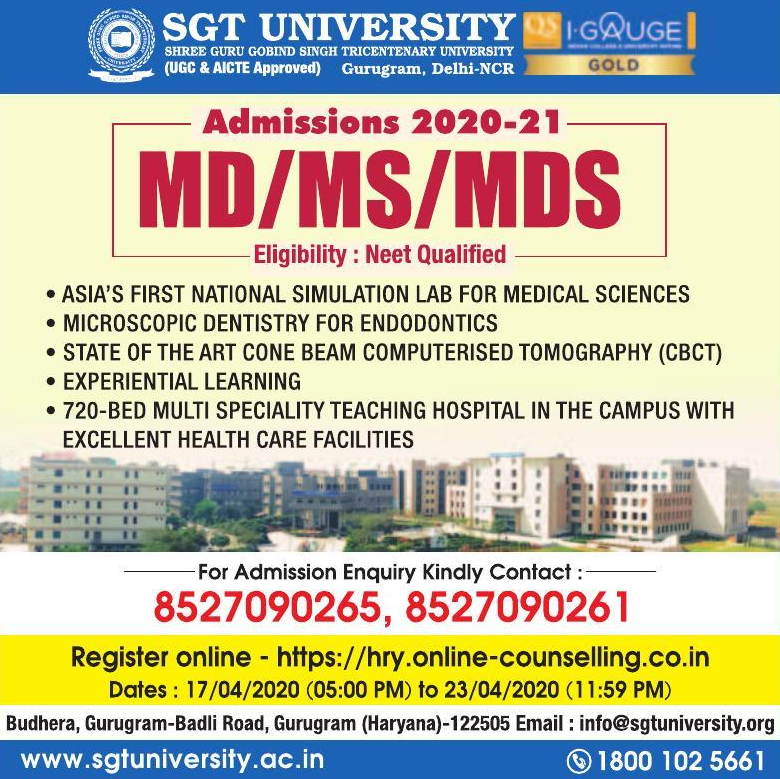 SGT UNIVERSITY
SHREE GURU GOBIND SINGH TRICENTENARY UNIVERSITY
(UGC & AICTE Approved) Gurugram, Delhi-NCR
QS I·GAUGE
INDIAN COLLEGE & UNIVERSITY RATING
GOLD
Admissions 2020-21
MD/MS/MDS
Eligibility : Neet Qualified
• ASIA'S FIRST NATIONAL SIMULATION LAB FOR MEDICAL SCIENCES
• MICROSCOPIC DENTISTRY FOR ENDODONTICS
• STATE OF THE ART CONE BEAM COMPUTERISED TOMOGRAPHY (CBCT)
• EXPERIENTIAL LEARNING
• 720-BED MULTI SPECIALITY TEACHING HOSPITAL IN THE CAMPUS WITH
EXCELLENT HEALTH CARE FACILITIES
For Admission Enquiry Kindly Contact :
8527090265, 8527090261
Register online - https://hry.online-counselling.co.in
Dates : 17/04/2020 (05:00 PM) to 23/04/2020 (11:59 PM)
Budhera, Gurugram-Badli Road, Gurugram (Haryana)-122505 Email : info@sgtuniversity.org
www.sgtuniversity.ac.in 1800 102 5661